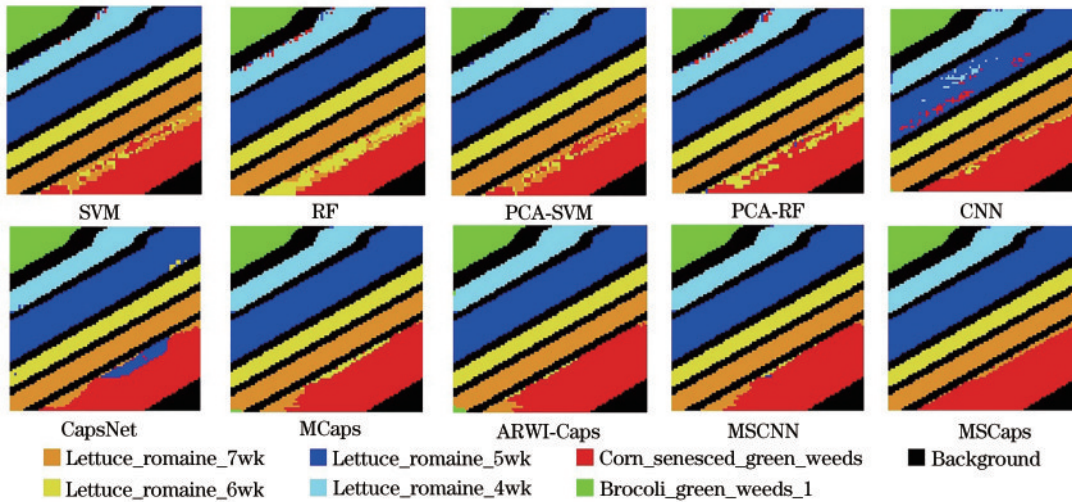 SVM RF PCA-SVM PCA-RF CNN
CapsNet MCaps ARWI-Caps MSCNN MSCaps
Lettuce_romaine_7wk Lettuce_romaine_5wk Corn_senesced_green_weeds Background
Lettuce_romaine_6wk Lettuce_romaine_4wk Brocoli_green_weeds_1